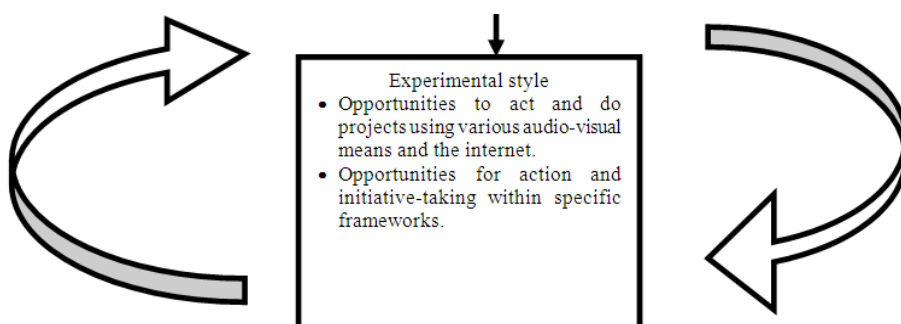 Experimental style
• Opportunities to act and do
projects using various audio-visual
means and the internet.
• Opportunities for action and
initiative-taking within specific
frameworks.